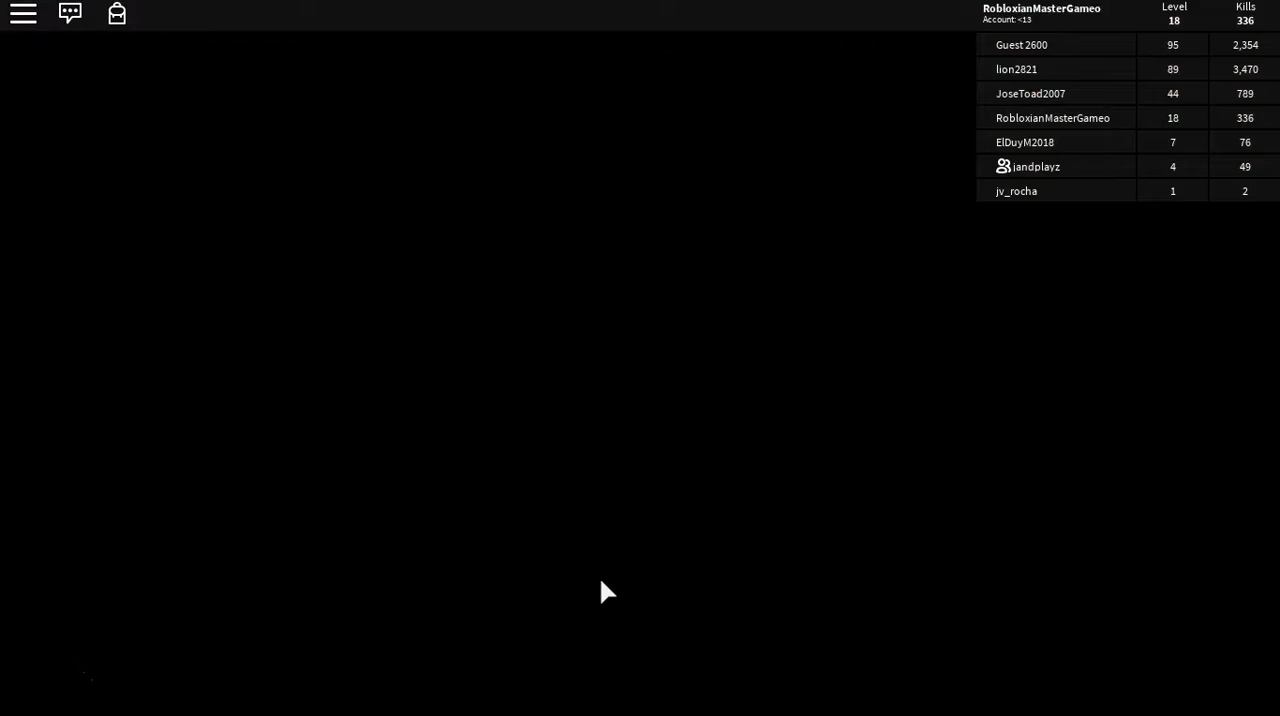 RobloxianMasterGameo Level Kills
Account: <13 18 336
Guest 2600 95 2,354
lion2821 89 3,470
JoseToad2007 44 789
RobloxianMasterGameo 18 336
ElDuyM2018 7 76
jandplayz 4 49
jv_rocha 1 2